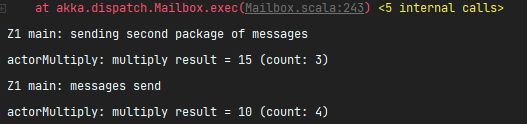 at akka.dispatch.Mailbox.exec(Mailbox.scala:243) <5 internal calls>
Z1 main: sending second package of messages
actorMultiply: multiply result = 15 (count: 3)
Z1 main: messages send
actorMultiply: multiply result = 10 (count: 4)